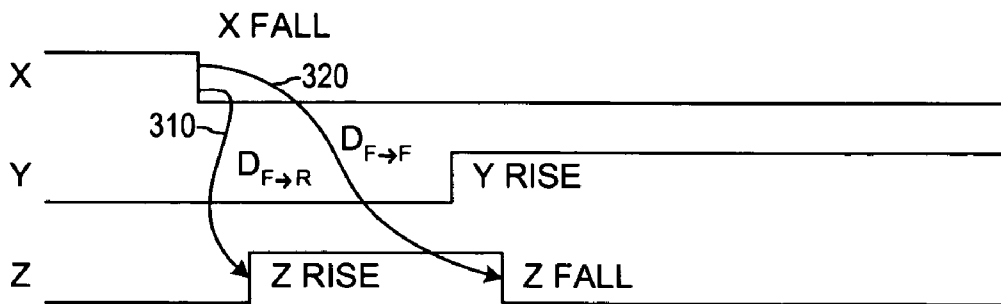 X FALL
X
320
310
D F→F
D F→R
Y
Y RISE
Z
Z RISE
Z FALL